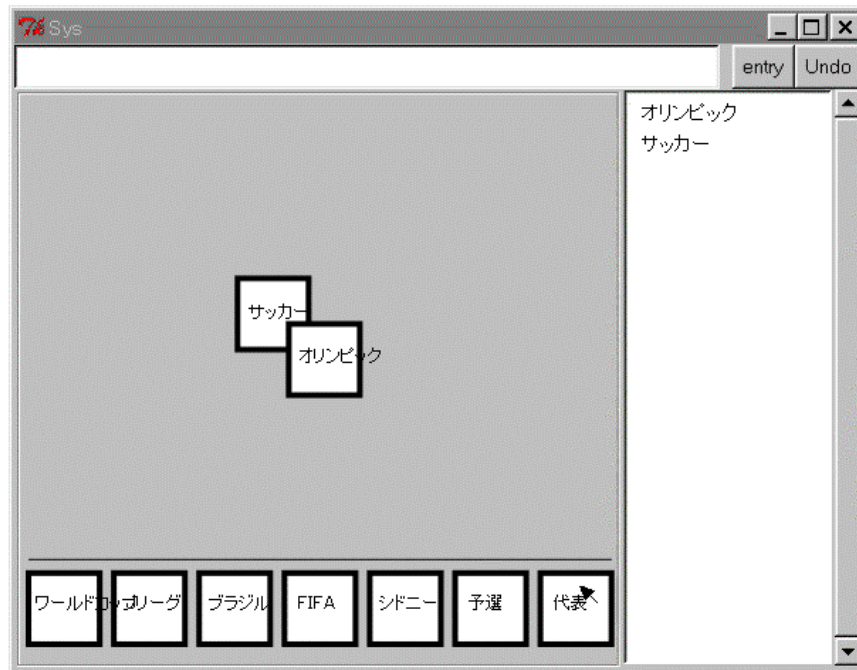 Sys
entry Undo
オリンピック
サッカー
サッカー
オリンピック
ワールドカップ Jリーグ ブラジル FIFA シドニー 予選 代表